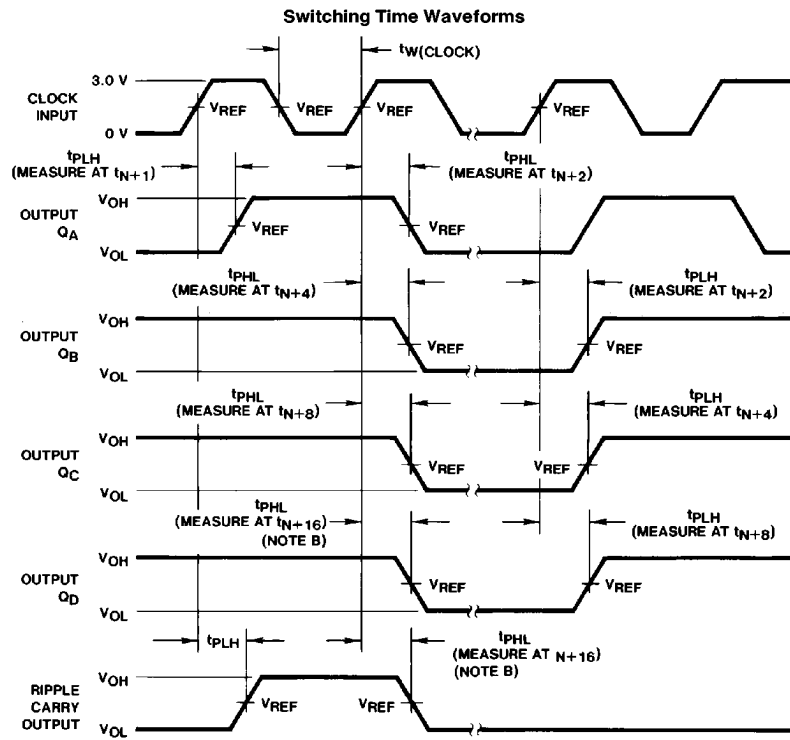 Switching Time Waveforms
tW(CLOCK)
3.0 V
CLOCK
INPUT
VREF
VREF
VREF
VREF
0 V
tPLH
(MEASURE AT tN+1)
tPHL
(MEASURE AT tN+2)
VOH
OUTPUT
QA
VREF
VREF
VOL
tPHL
(MEASURE AT tN+4)
tPLH
(MEASURE AT tN+2)
VOH
OUTPUT
QB
VREF
VREF
VOL
tPHL
(MEASURE AT tN+8)
tPLH
(MEASURE AT tN+4)
VOH
OUTPUT
QC
VREF
VREF
VOL
tPHL
(MEASURE AT tN+16)
(NOTE B)
tPLH
(MEASURE AT tN+8)
VOH
OUTPUT
QD
VREF
VREF
VOL
tPLH
tPHL
(MEASURE AT N+16)
(NOTE B)
VOH
RIPPLE
CARRY
OUTPUT
VREF
VREF
VOL